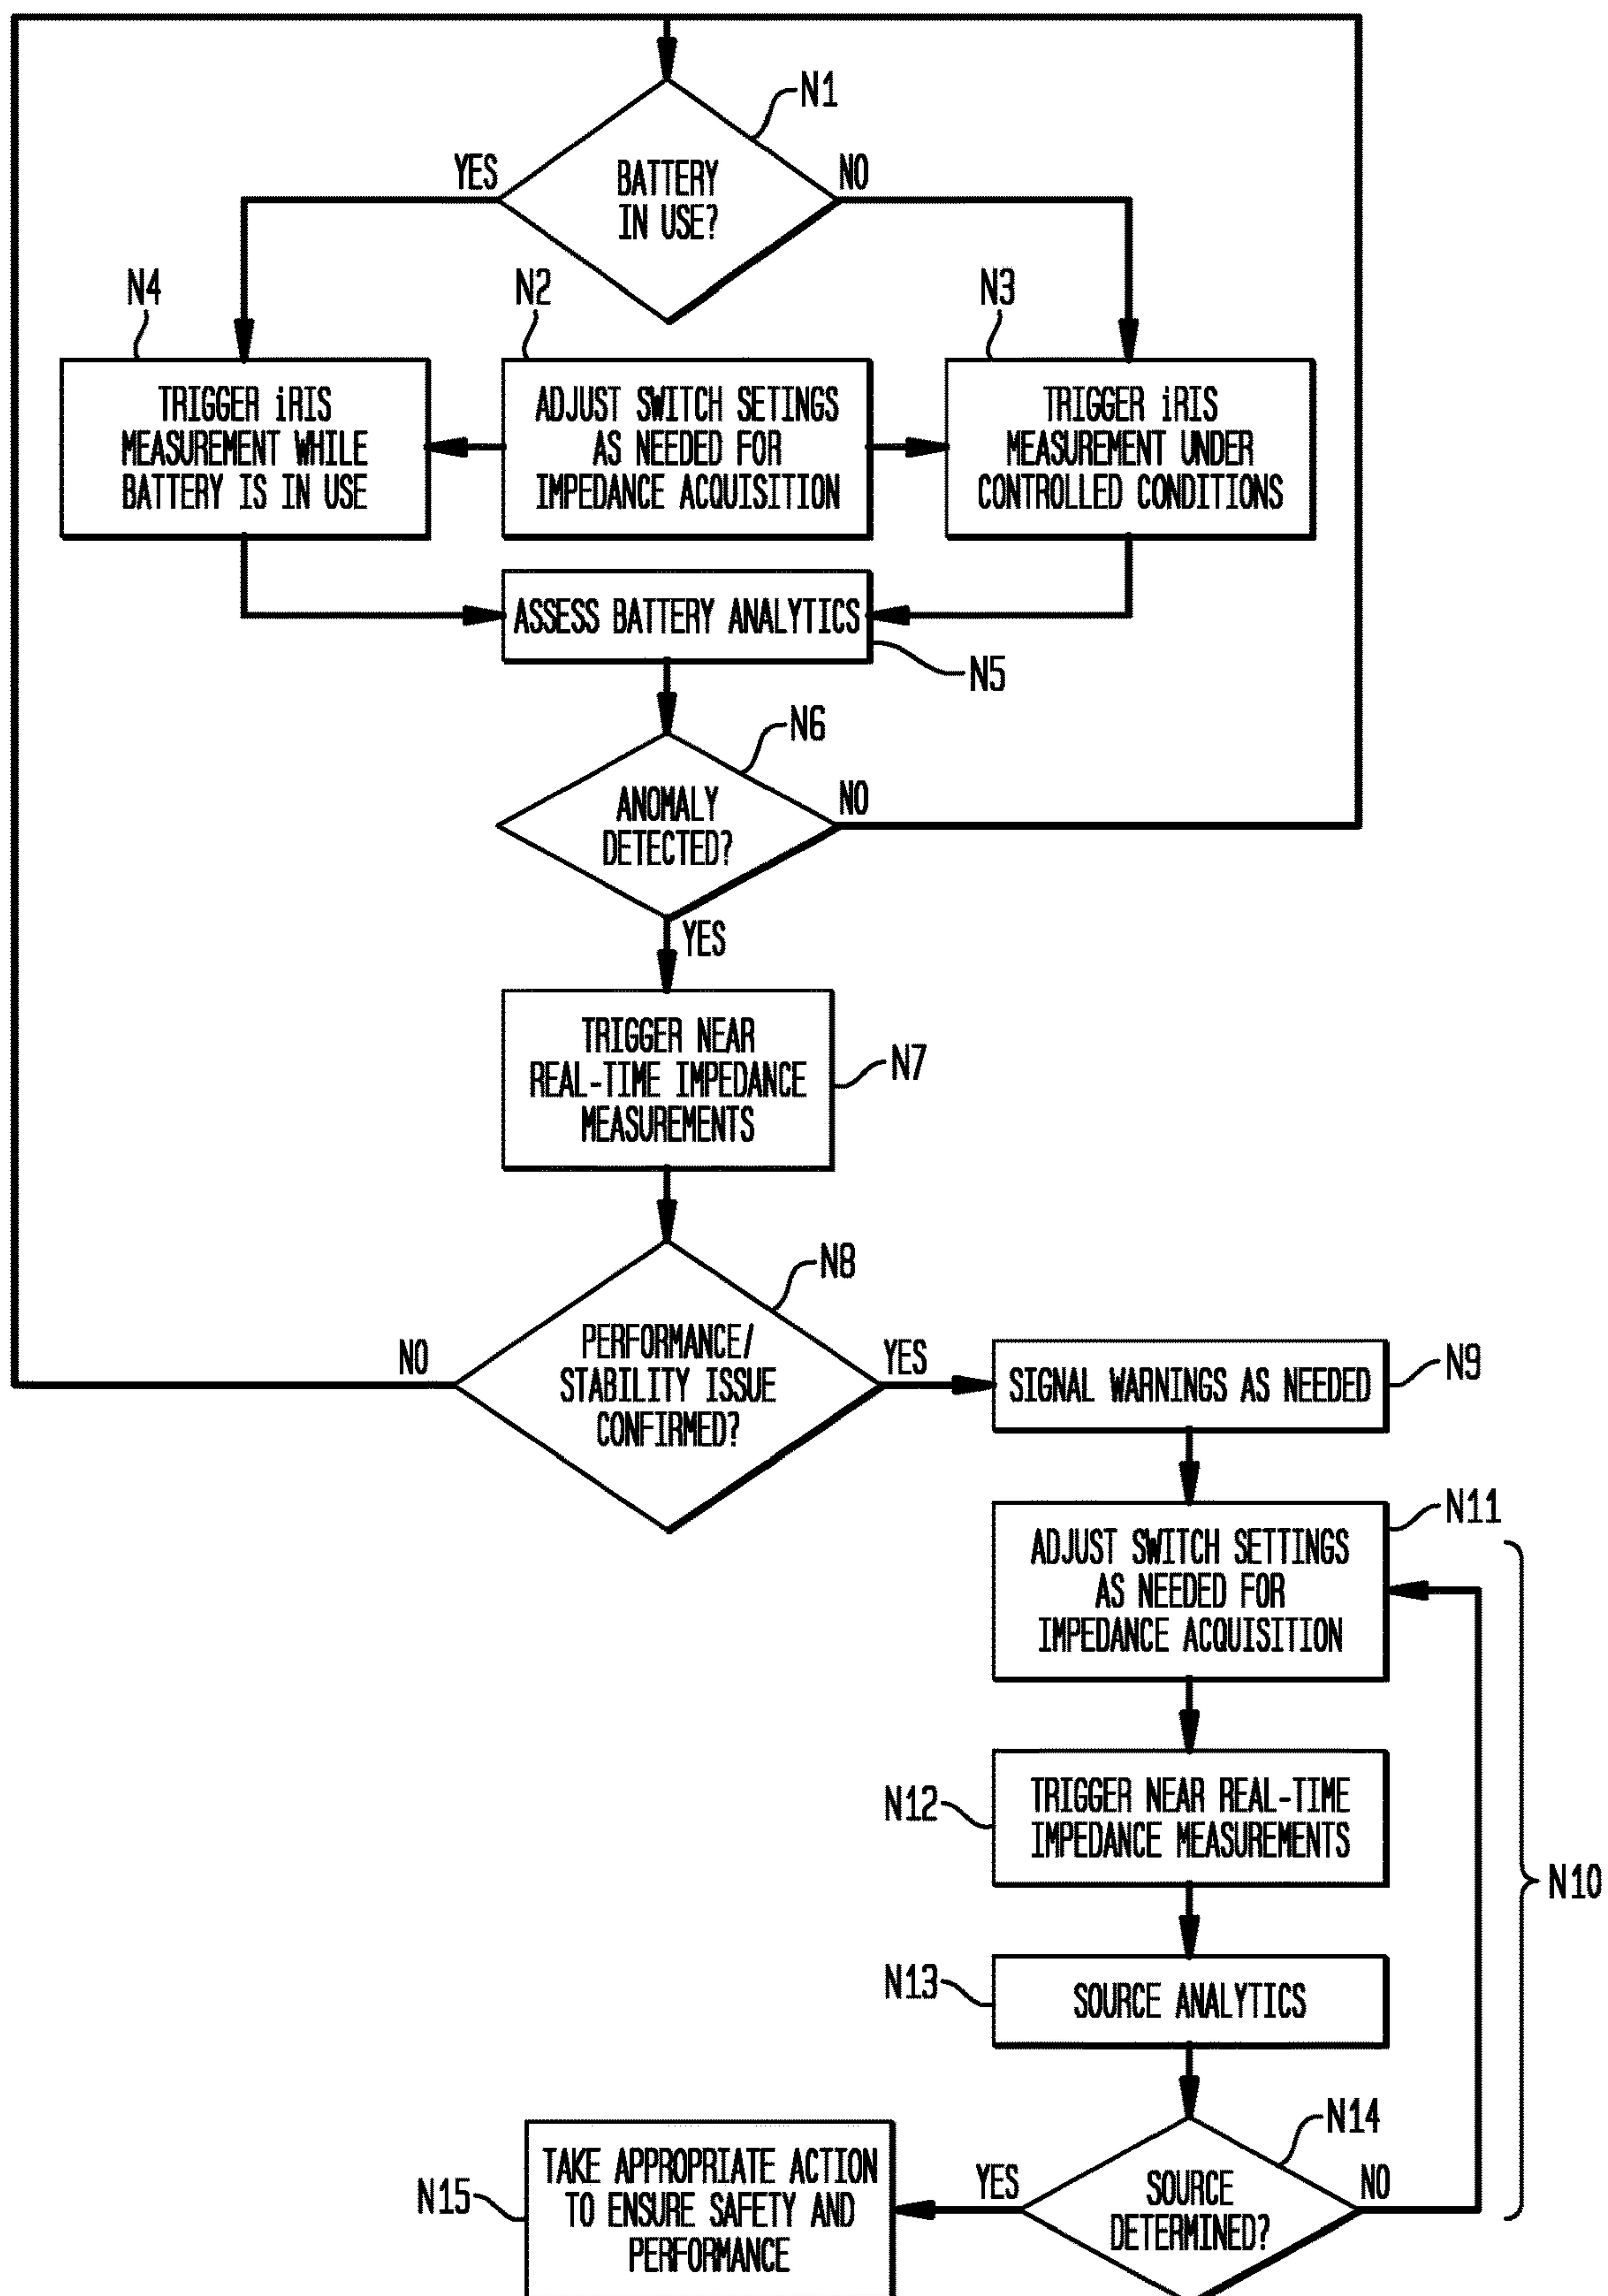 N1
YES
NO
BATTERY
IN USE?
N4
N2
N3
TRIGGER iRIS
MEASUREMENT WHILE
BATTERY IS IN USE
ADJUST SWITCH SETINGS
AS NEEDED FOR
IMPEDANCE ACQUISITION
TRIGGER iRIS
MEASUREMENT UNDER
CONTROLLED CONDITIONS
ASSESS BATTERY ANALYTICS
N5
N6
ANOMALY
DETECTED?
NO
YES
TRIGGER NEAR
REAL-TIME IMPEDANCE
MEASUREMENTS
N7
N8
NO
PERFORMANCE/
STABILITY ISSUE
CONFIRMED?
YES
SIGNAL WARNINGS AS NEEDED
N9
N11
ADJUST SWITCH SETTINGS
AS NEEDED FOR
IMPEDANCE ACQUISITION
N12
TRIGGER NEAR REAL-TIME
IMPEDANCE MEASUREMENTS
N10
N13
SOURCE ANALYTICS
N14
SOURCE
DETERMINED?
YES
NO
N15
TAKE APPROPRIATE ACTION
TO ENSURE SAFETY AND
PERFORMANCE